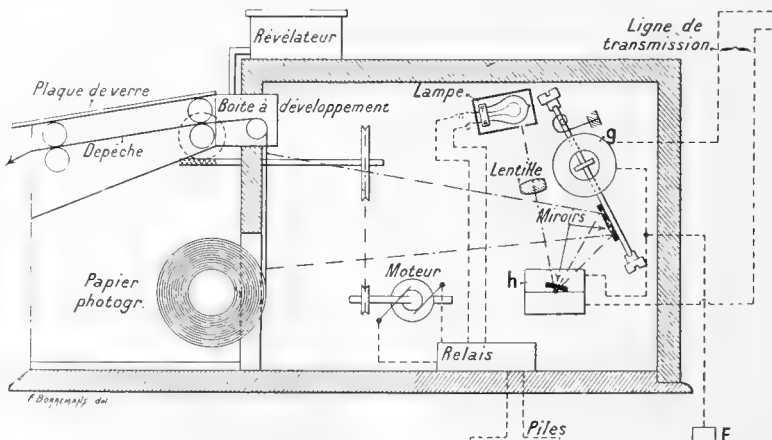 Révélateur
Ligne de
transmission
Plaque de verre
Boite à développement
Lampe
Dépêche
g
Lentille
Miroirs
Papier
photogr.
Moteur
h
Relais
F BORREMANS del
Piles
E